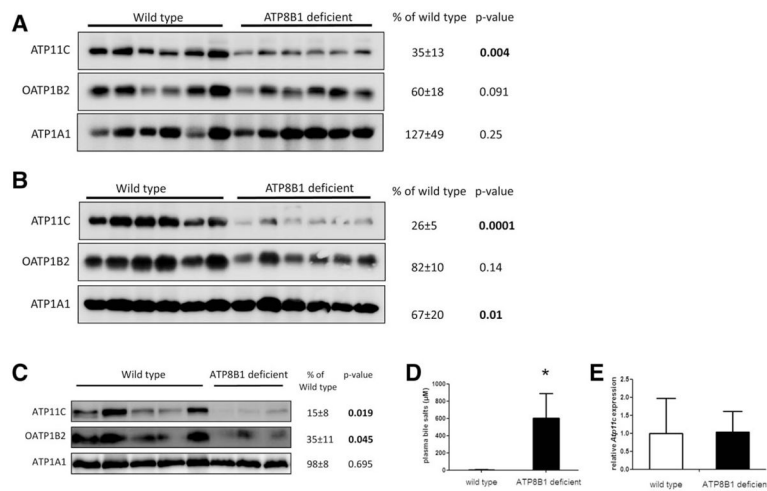 A
Wild type ATP8B1 deficient
% of wild type p-value
ATP11C 35±13 0.004
OATP1B2 60±18 0.091
ATP1A1 127±49 0.25
B
Wild type ATP8B1 deficient
% of wild type p-value
ATP11C 26±5 0.0001
OATP1B2 82±10 0.14
ATP1A1 67±20 0.01
C
Wild type ATP8B1 deficient
% of p-value
Wild type
ATP11C 15±8 0.019
OATP1B2 35±11 0.045
ATP1A1 98±8 0.695
D
plasma bile salts (µM)
1000
800
600
400
200
0
*
wild type ATP8B1 deficient
E
relative Atp11c expression
2.5
2.0
1.5
1.0
0.5
0.0
wild type ATP8B1 deficien